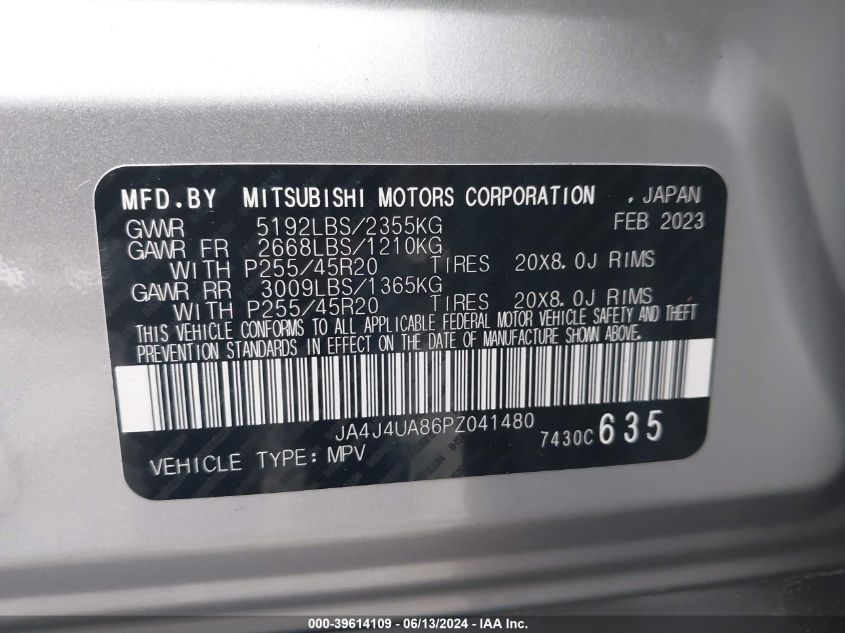 MFD.BY MITSUBISHI MOTORS CORPORATION , JAPAN
GVWR 5192LBS/2355KG FEB 2023
GAWR FR 2668LBS/1210KG
WITH P255/45R20 TIRES 20X8.0J RIMS
GAWR RR 3009LBS/1365KG
WITH P255/45R20 TIRES 20X8.0J RIMS
THIS VEHICLE CONFORMS TO ALL APPLICABLE FEDERAL MOTOR VEHICLE SAFETY AND THEFT
PREVENTION STANDARDS IN EFFECT ON THE DATE OF MANUFACTURE SHOWN ABOVE.
JA4J4UA86PZ041480 7430C 635
VEHICLE TYPE: MPV
000-39614109 - 06/13/2024 - IAA Inc.